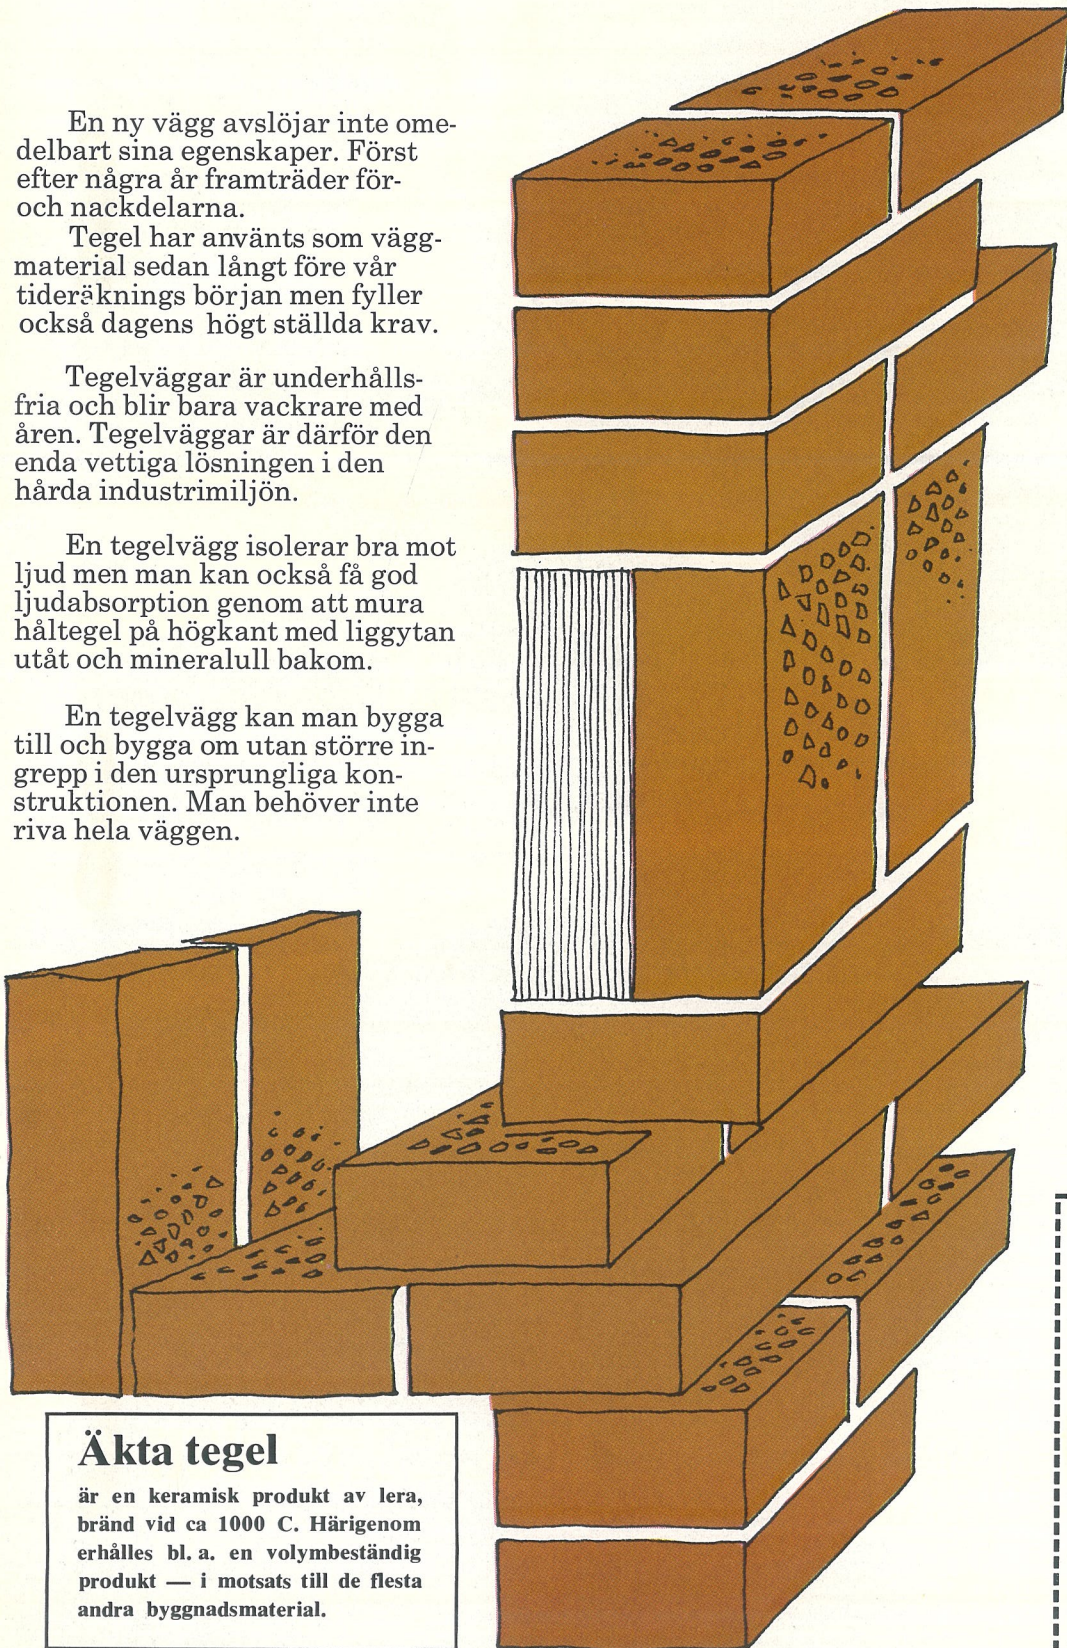 En ny vägg avslöjar inte ome-
delbart sina egenskaper. Först
efter några år framträder för-
och nackdelarna.
Tegel har använts som vägg-
material sedan långt före vår
tideräknings början men fyller
också dagens högt ställda krav.
Tegelväggar är underhålls-
fria och blir bara vackrare med
åren. Tegelväggar är därför den
enda vettiga lösningen i den
hårda industrimiljön.
En tegelvägg isolerar bra mot
ljud men man kan också få god
ljudabsorption genom att mura
håltegel på högkant med liggytan
utåt och mineralull bakom.
En tegelvägg kan man bygga
till och bygga om utan större in-
grepp i den ursprungliga kon-
struktionen. Man behöver inte
riva hela väggen.
Äkta tegel
är en keramisk produkt av lera,
bränd vid ca 1000 C. Härigenom
erhålles bl. a. en volymbeständig
produkt — i motsats till de flesta
andra byggnadsmaterial.